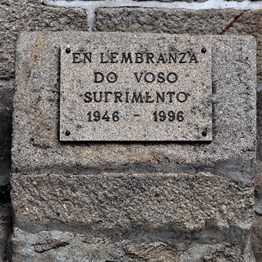 EN LEMBRANZA
DO VOSO
SUFRIMENTO
1946 - 1996